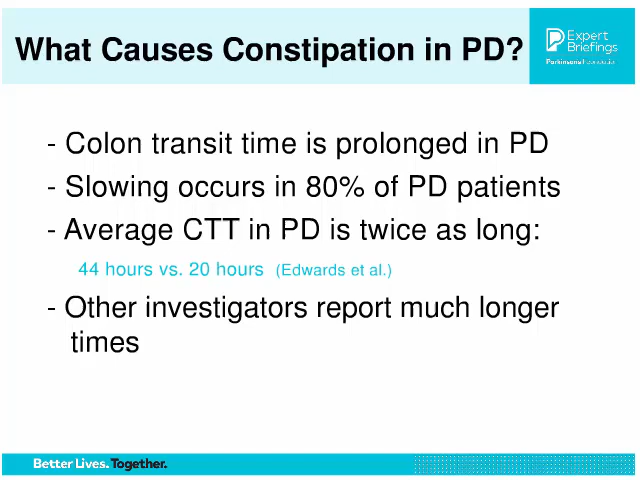 What Causes Constipation in PD?
Expert
Briefings
Parkinson's Foundation
- Colon transit time is prolonged in PD
- Slowing occurs in 80% of PD patients
- Average CTT in PD is twice as long:
44 hours vs. 20 hours (Edwards et al.)
- Other investigators report much longer
times
Better Lives. Together.